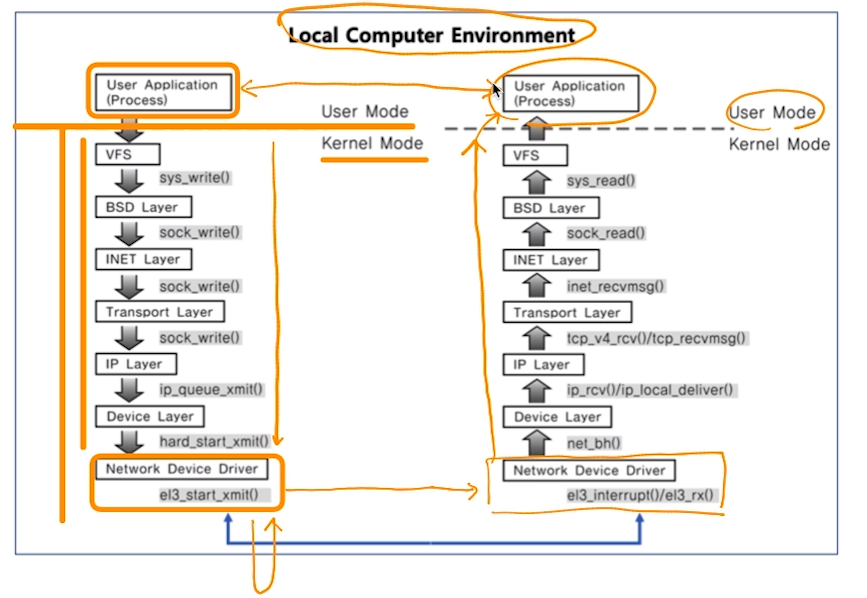 Local Computer Environment
User Application
(Process)
User Mode
Kernel Mode
VFS
sys_write()
BSD Layer
sock_write()
INET Layer
sock_write()
Transport Layer
sock_write()
IP Layer
ip_queue_xmit()
Device Layer
hard_start_xmit()
Network Device Driver
el3_start_xmit()
User Application
(Process)
User Mode
Kernel Mode
VFS
sys_read()
BSD Layer
sock_read()
INET Layer
inet_recvmsg()
Transport Layer
tcp_v4_rcv()/tcp_recvmsg()
IP Layer
ip_rcv()/ip_local_deliver()
Device Layer
net_bh()
Network Device Driver
el3_interrupt()/el3_rx()